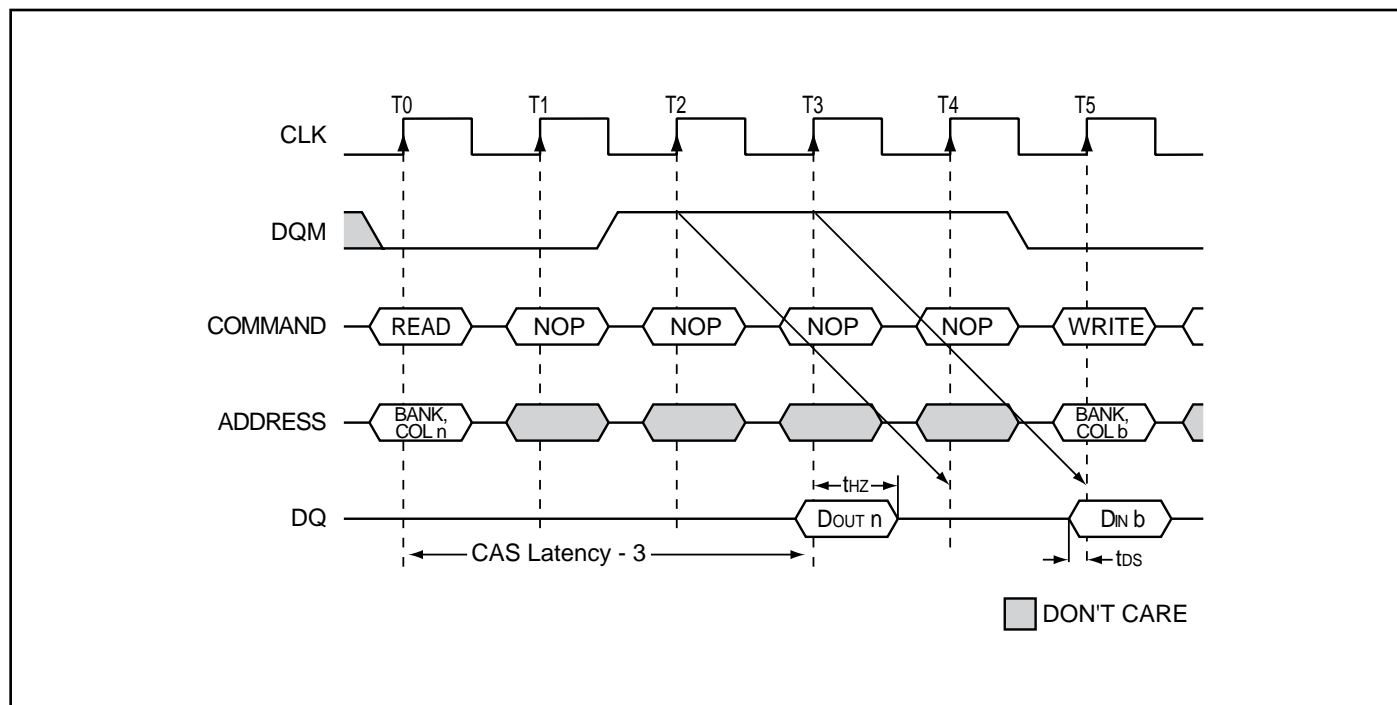 T0 T1 T2 T3 T4 T5
CLK
DQM
COMMAND READ NOP NOP NOP NOP WRITE
ADDRESS BANK, COL n BANK, COL b
tHZ
DQ DOUT n DIN b
CAS Latency - 3 tDS
DON'T CARE